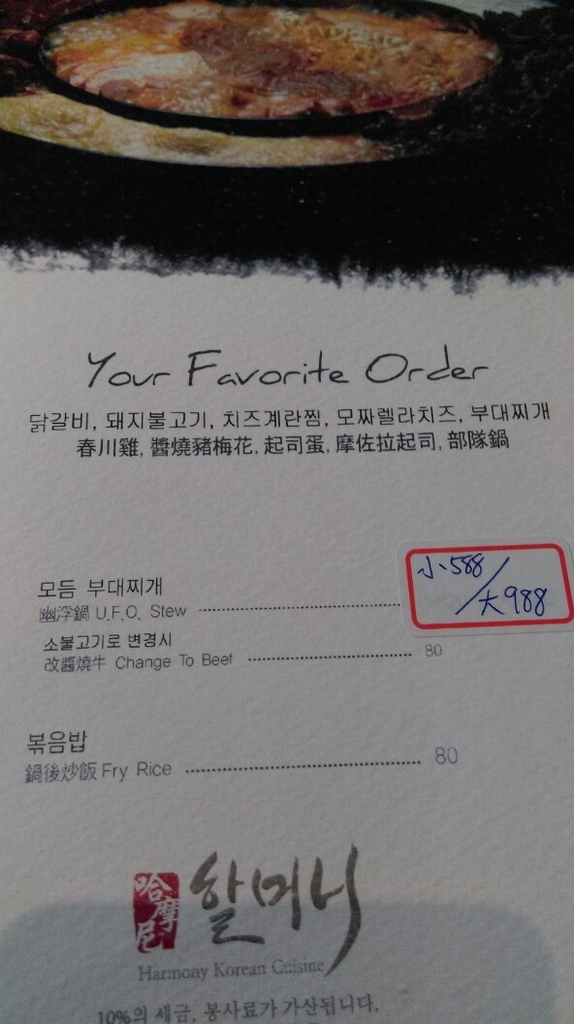 Your Favorite Order
닭갈비, 돼지불고기, 치즈계란찜, 모짜렐라치즈, 부대찌개
春川雞, 醬燒豬梅花, 起司蛋, 摩佐拉起司, 部隊鍋
모듬 부대찌개
幽浮鍋 U.F.O. Stew
小588/大988
소불고기로 변경시
改醬燒牛 Change To Beef 80
볶음밥
鍋後炒飯 Fry Rice 80
哈摩尼
할머니
Harmony Korean Cuisine
10%의 세금, 봉사료가 가산됩니다.